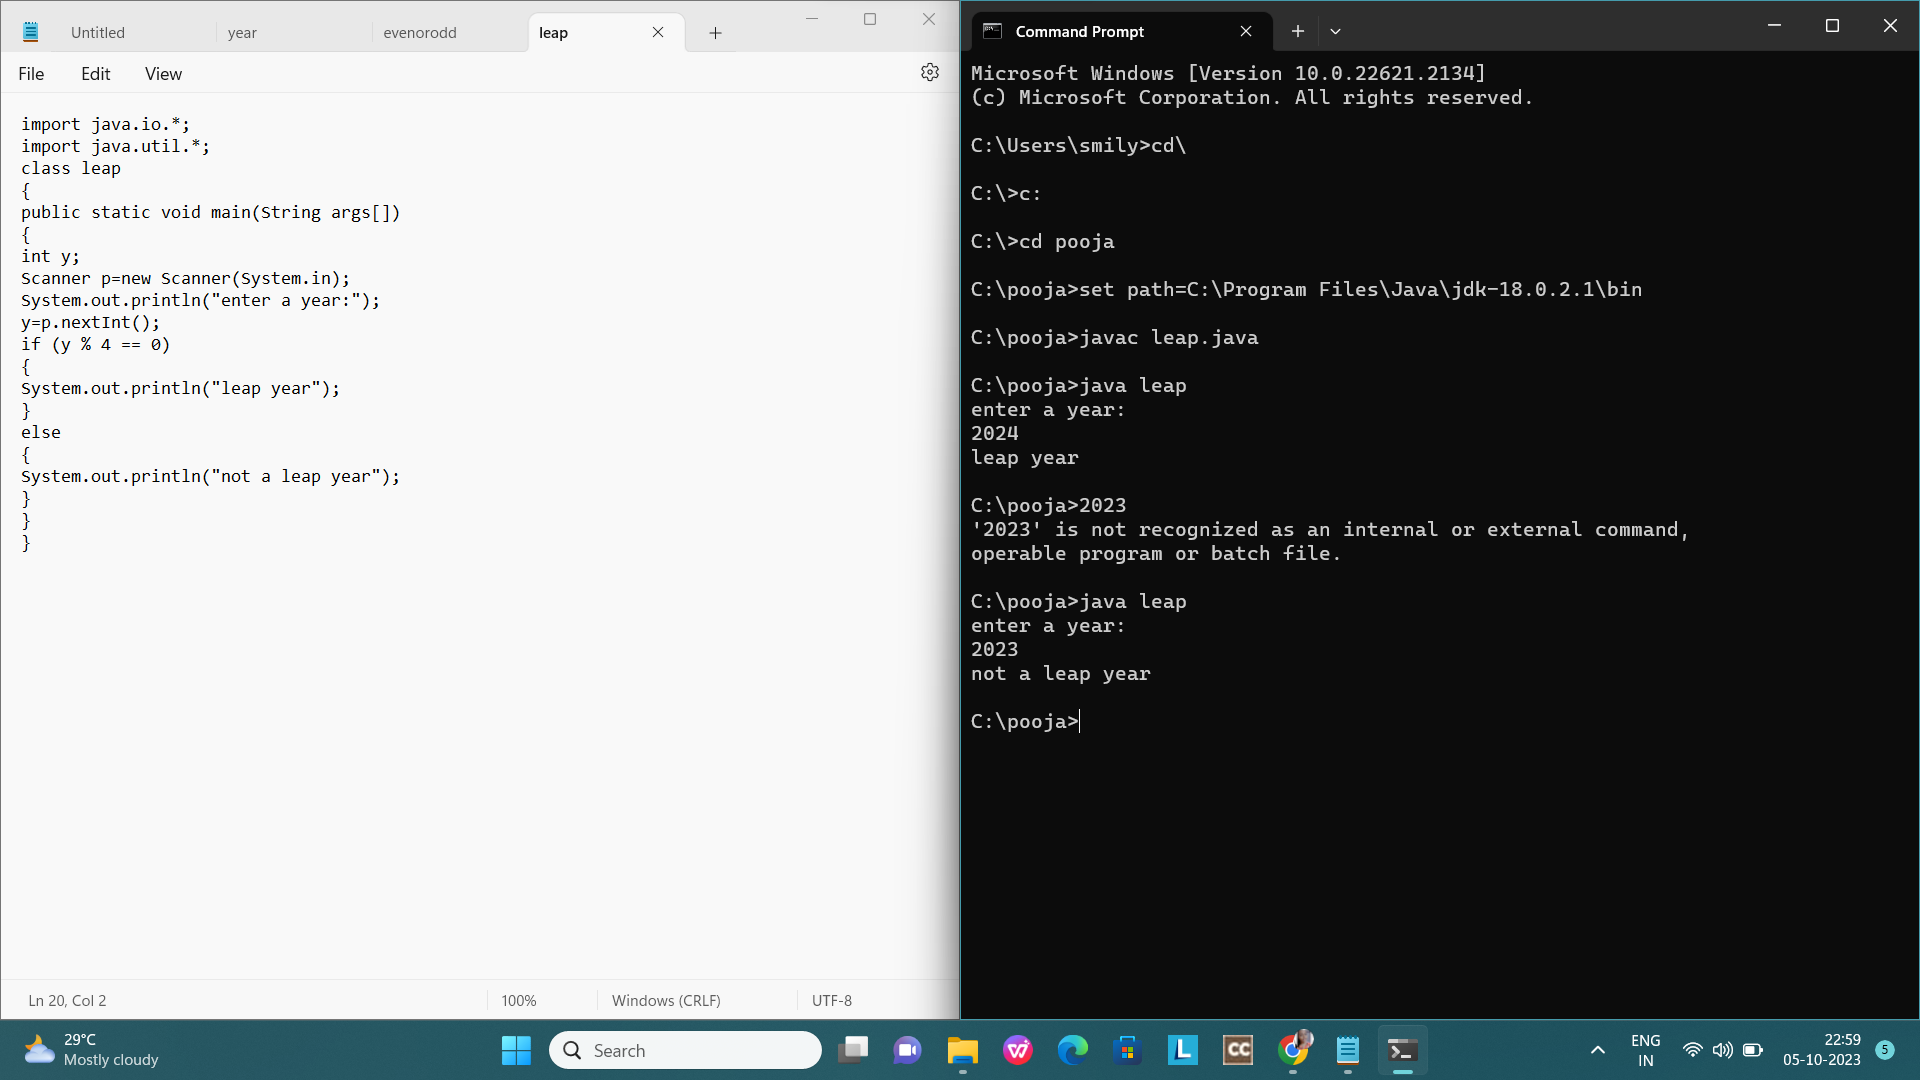 Untitled
year
evenorodd
leap
File
Edit
View
import java.io.*;
import java.util.*;
class leap
{
public static void main(String args[])
{
int y;
Scanner p=new Scanner(System.in);
System.out.println("enter a year:");
y=p.nextInt();
if (y % 4 == 0)
{
System.out.println("leap year");
}
else
{
System.out.println("not a leap year");
}
}
}
Ln 20, Col 2
100%
Windows (CRLF)
UTF-8
Command Prompt
Microsoft Windows [Version 10.0.22621.2134]
(c) Microsoft Corporation. All rights reserved.
C:\Users\smily>cd\
C:\>c:
C:\>cd pooja
C:\pooja>set path=C:\Program Files\Java\jdk-18.0.2.1\bin
C:\pooja>javac leap.java
C:\pooja>java leap
enter a year:
2024
leap year
C:\pooja>2023
'2023' is not recognized as an internal or external command,
operable program or batch file.
C:\pooja>java leap
enter a year:
2023
not a leap year
C:\pooja>
29°C
Mostly cloudy
Search
L
CC
ENG
IN
22:59
05-10-2023
5